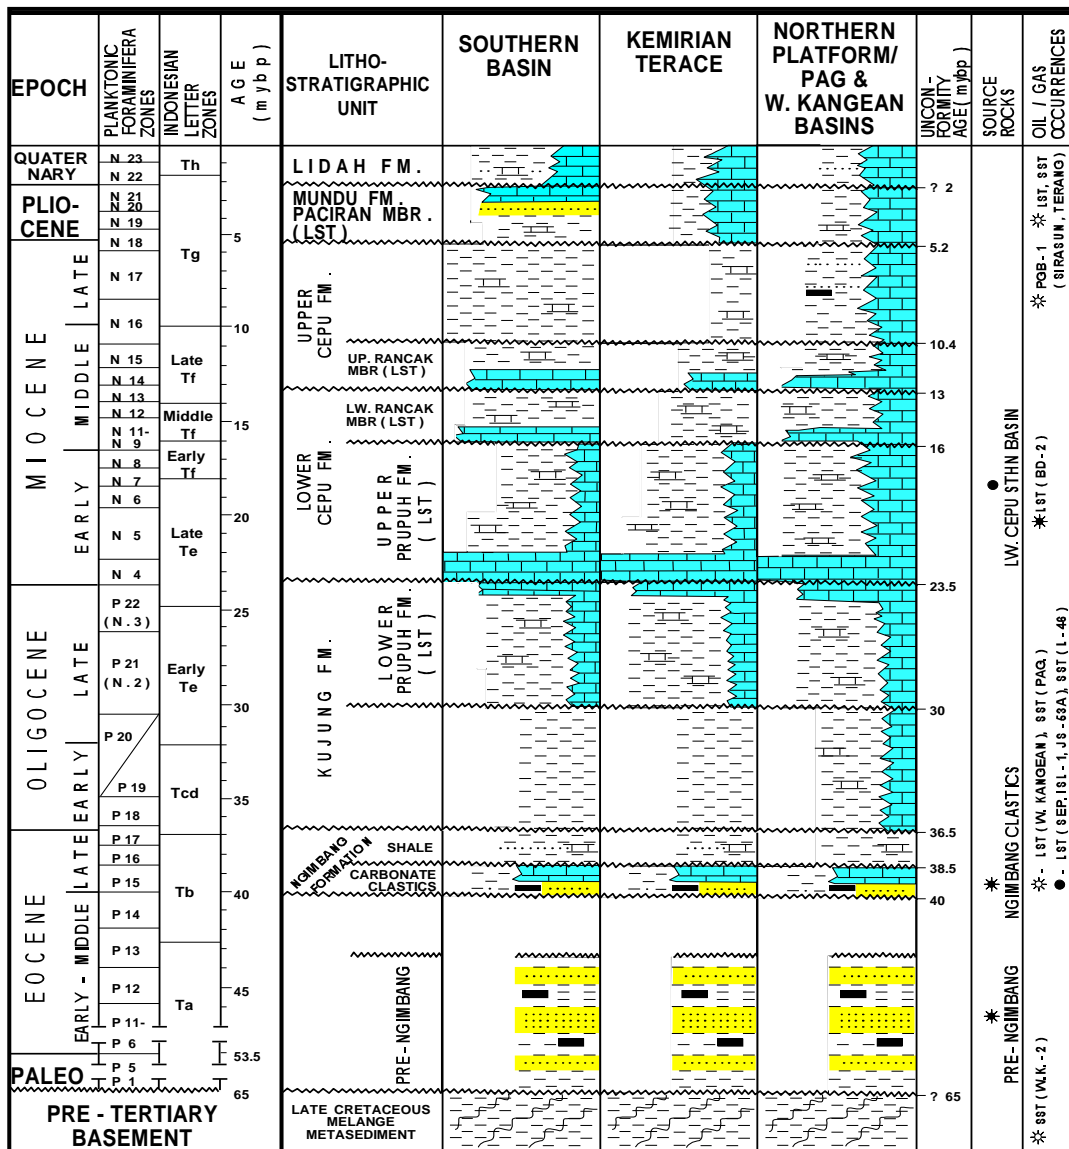 EPOCH
PLANKTONIC
FORAMINIFERA
ZONES
INDONESIAN
LETTER
ZONES
AGE
(mybp)
LITHO-
STRATIGRAPHIC
UNIT
SOUTHERN
BASIN
KEMIRIAN
TERACE
NORTHERN
PLATFORM/
PAG &
W. KANGEAN
BASINS
UNCON-
FORMITY
AGE(mybp)
SOURCE
ROCKS
OIL / GAS
OCCURRENCES
QUATER
NARY
PLIO-
CENE
MIOCENE
LATE
MIDDLE
EARLY
OLIGOCENE
LATE
EARLY
EOCENE
LATE
EARLY - MIDDLE
PALEO
PRE - TERTIARY
BASEMENT
N 23
N 22
N 21
N 20
N 19
N 18
N 17
N 16
N 15
N 14
N 13
N 12
N 11-
N 9
N 8
N 7
N 6
N 5
N 4
P 22
(N.3)
P 21
(N.2)
P 20
P 19
P 18
P 17
P 16
P 15
P 14
P 13
P 12
P 11-
P 6
P 5
P 1
Th
Tg
Late
Tf
Middle
Tf
Early
Tf
Late
Te
Early
Te
Tcd
Tb
Ta
5
10
15
20
25
30
35
40
45
53.5
65
LIDAH FM.
MUNDU FM.
PACIRAN MBR.
(LST)
UPPER
CEPU FM.
UP. RANCAK
MBR (LST)
LW. RANCAK
MBR (LST)
LOWER
CEPU FM.
UPPER
PRUPUH FM.
(LST)
KUJUNG FM.
LOWER
PRUPUH FM.
(LST)
NGIMBANG
FORMATION
SHALE
CARBONATE
CLASTICS
PRE-NGIMBANG
LATE CRETACEOUS
MELANGE
METASEDIMENT
? 2
5.2
10.4
13
16
23.5
30
36.5
38.5
40
? 65
LW. CEPU STHN BASIN
NGIMBANG CLASTICS
PRE-NGIMBANG
PGB-1 LST, SST
(SIRASUN, TERANG)
LST (BD-2)
- LST (W. KANGEAN), SST (PAG,)
- LST (SEP, ISL-1, JS-53A), SST (L-46)
SST (WK.-2)